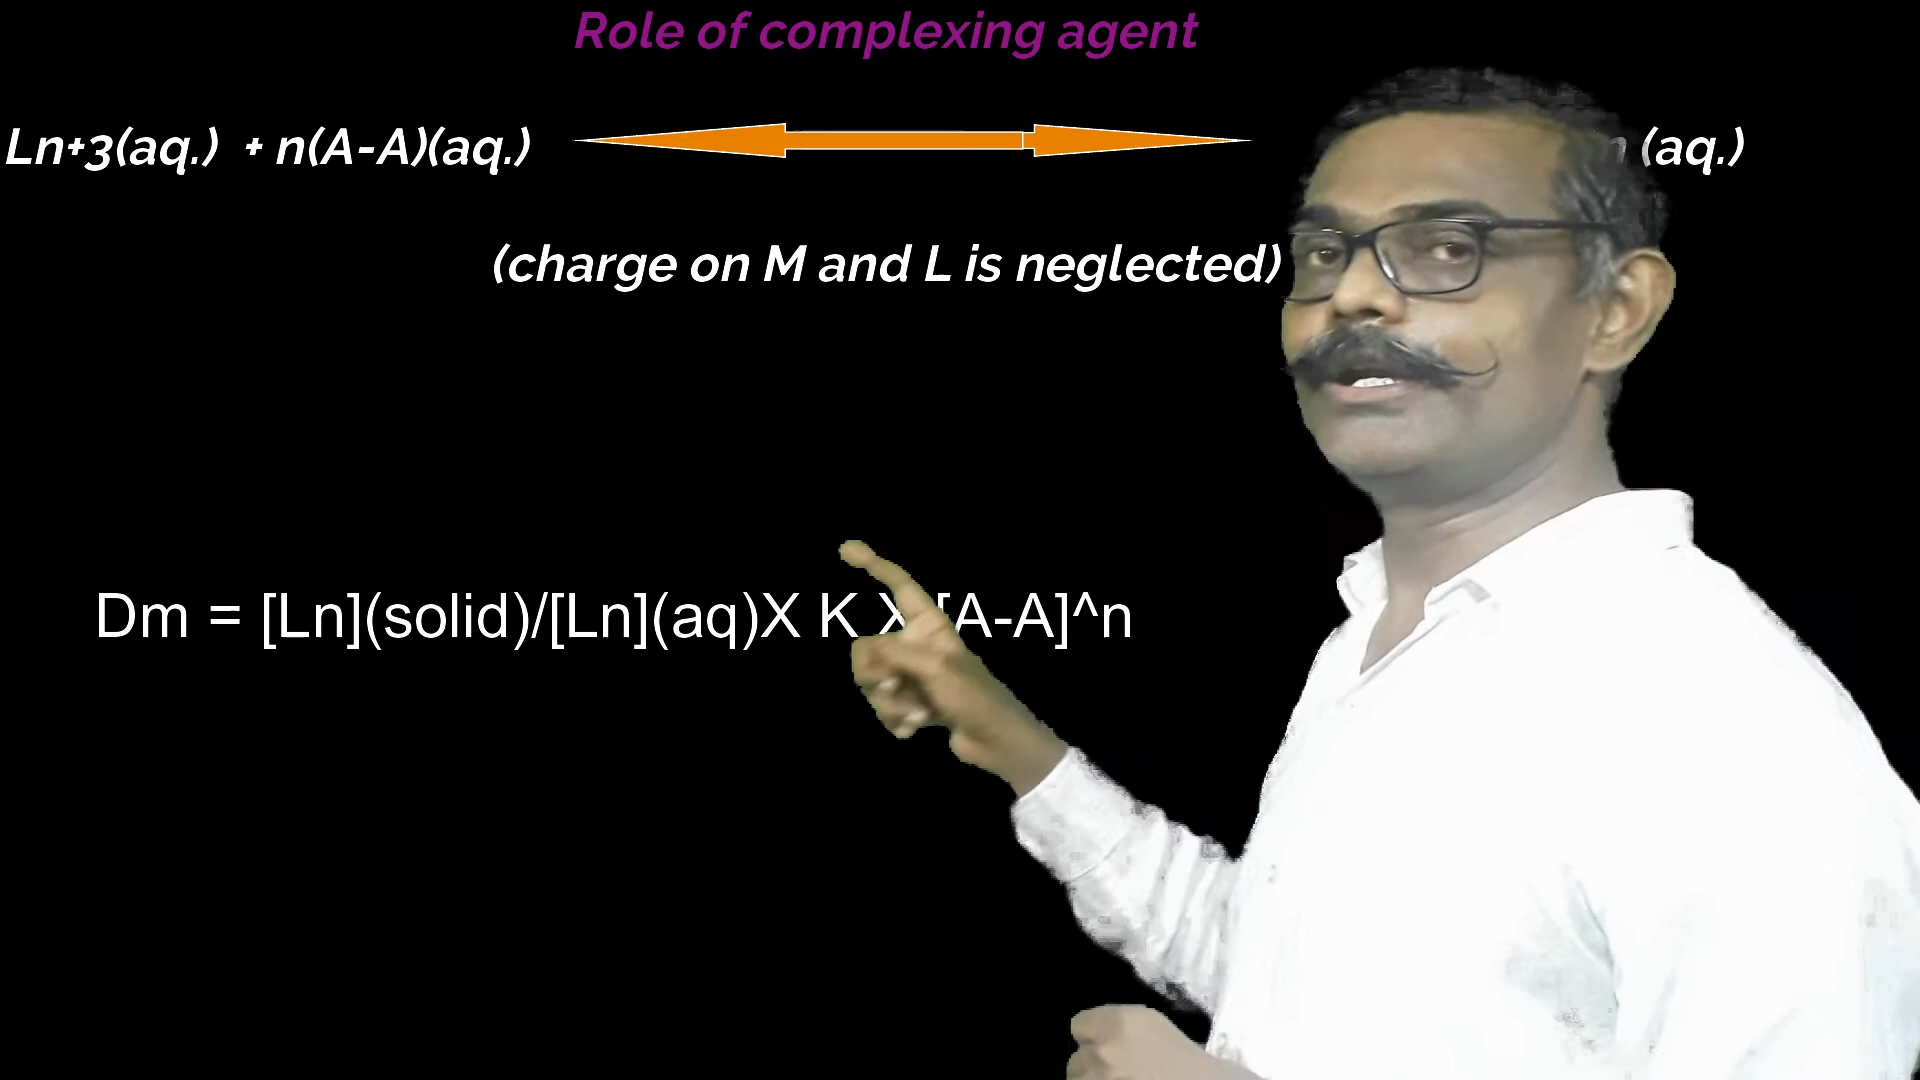 Role of complexing agent
Ln+3(aq.) + n(A-A)(aq.) (aq.)
(charge on M and L is neglected)
Dm = [Ln](solid)/[Ln](aq)X K X [A-A]^n